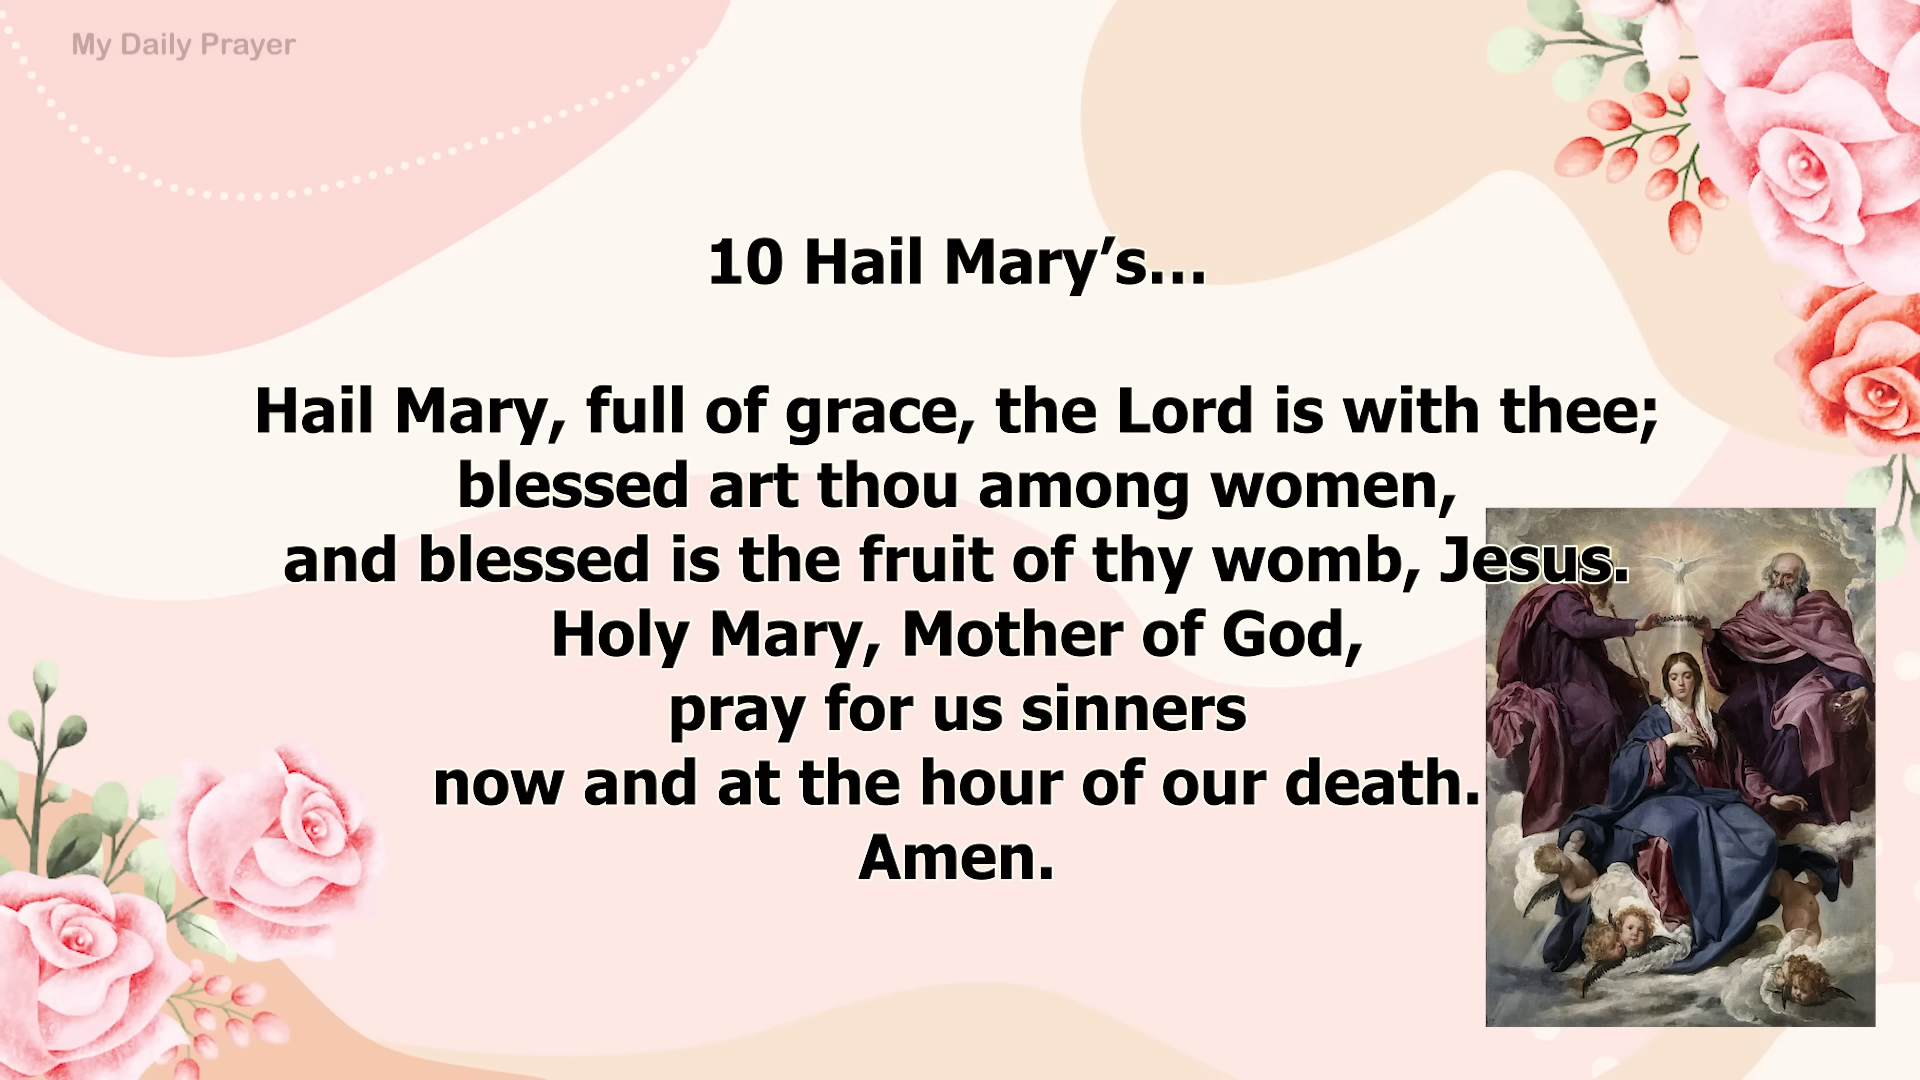 My Daily Prayer
10 Hail Mary’s...
Hail Mary, full of grace, the Lord is with thee;
blessed art thou among women,
and blessed is the fruit of thy womb, Jesus.
Holy Mary, Mother of God,
pray for us sinners
now and at the hour of our death.
Amen.